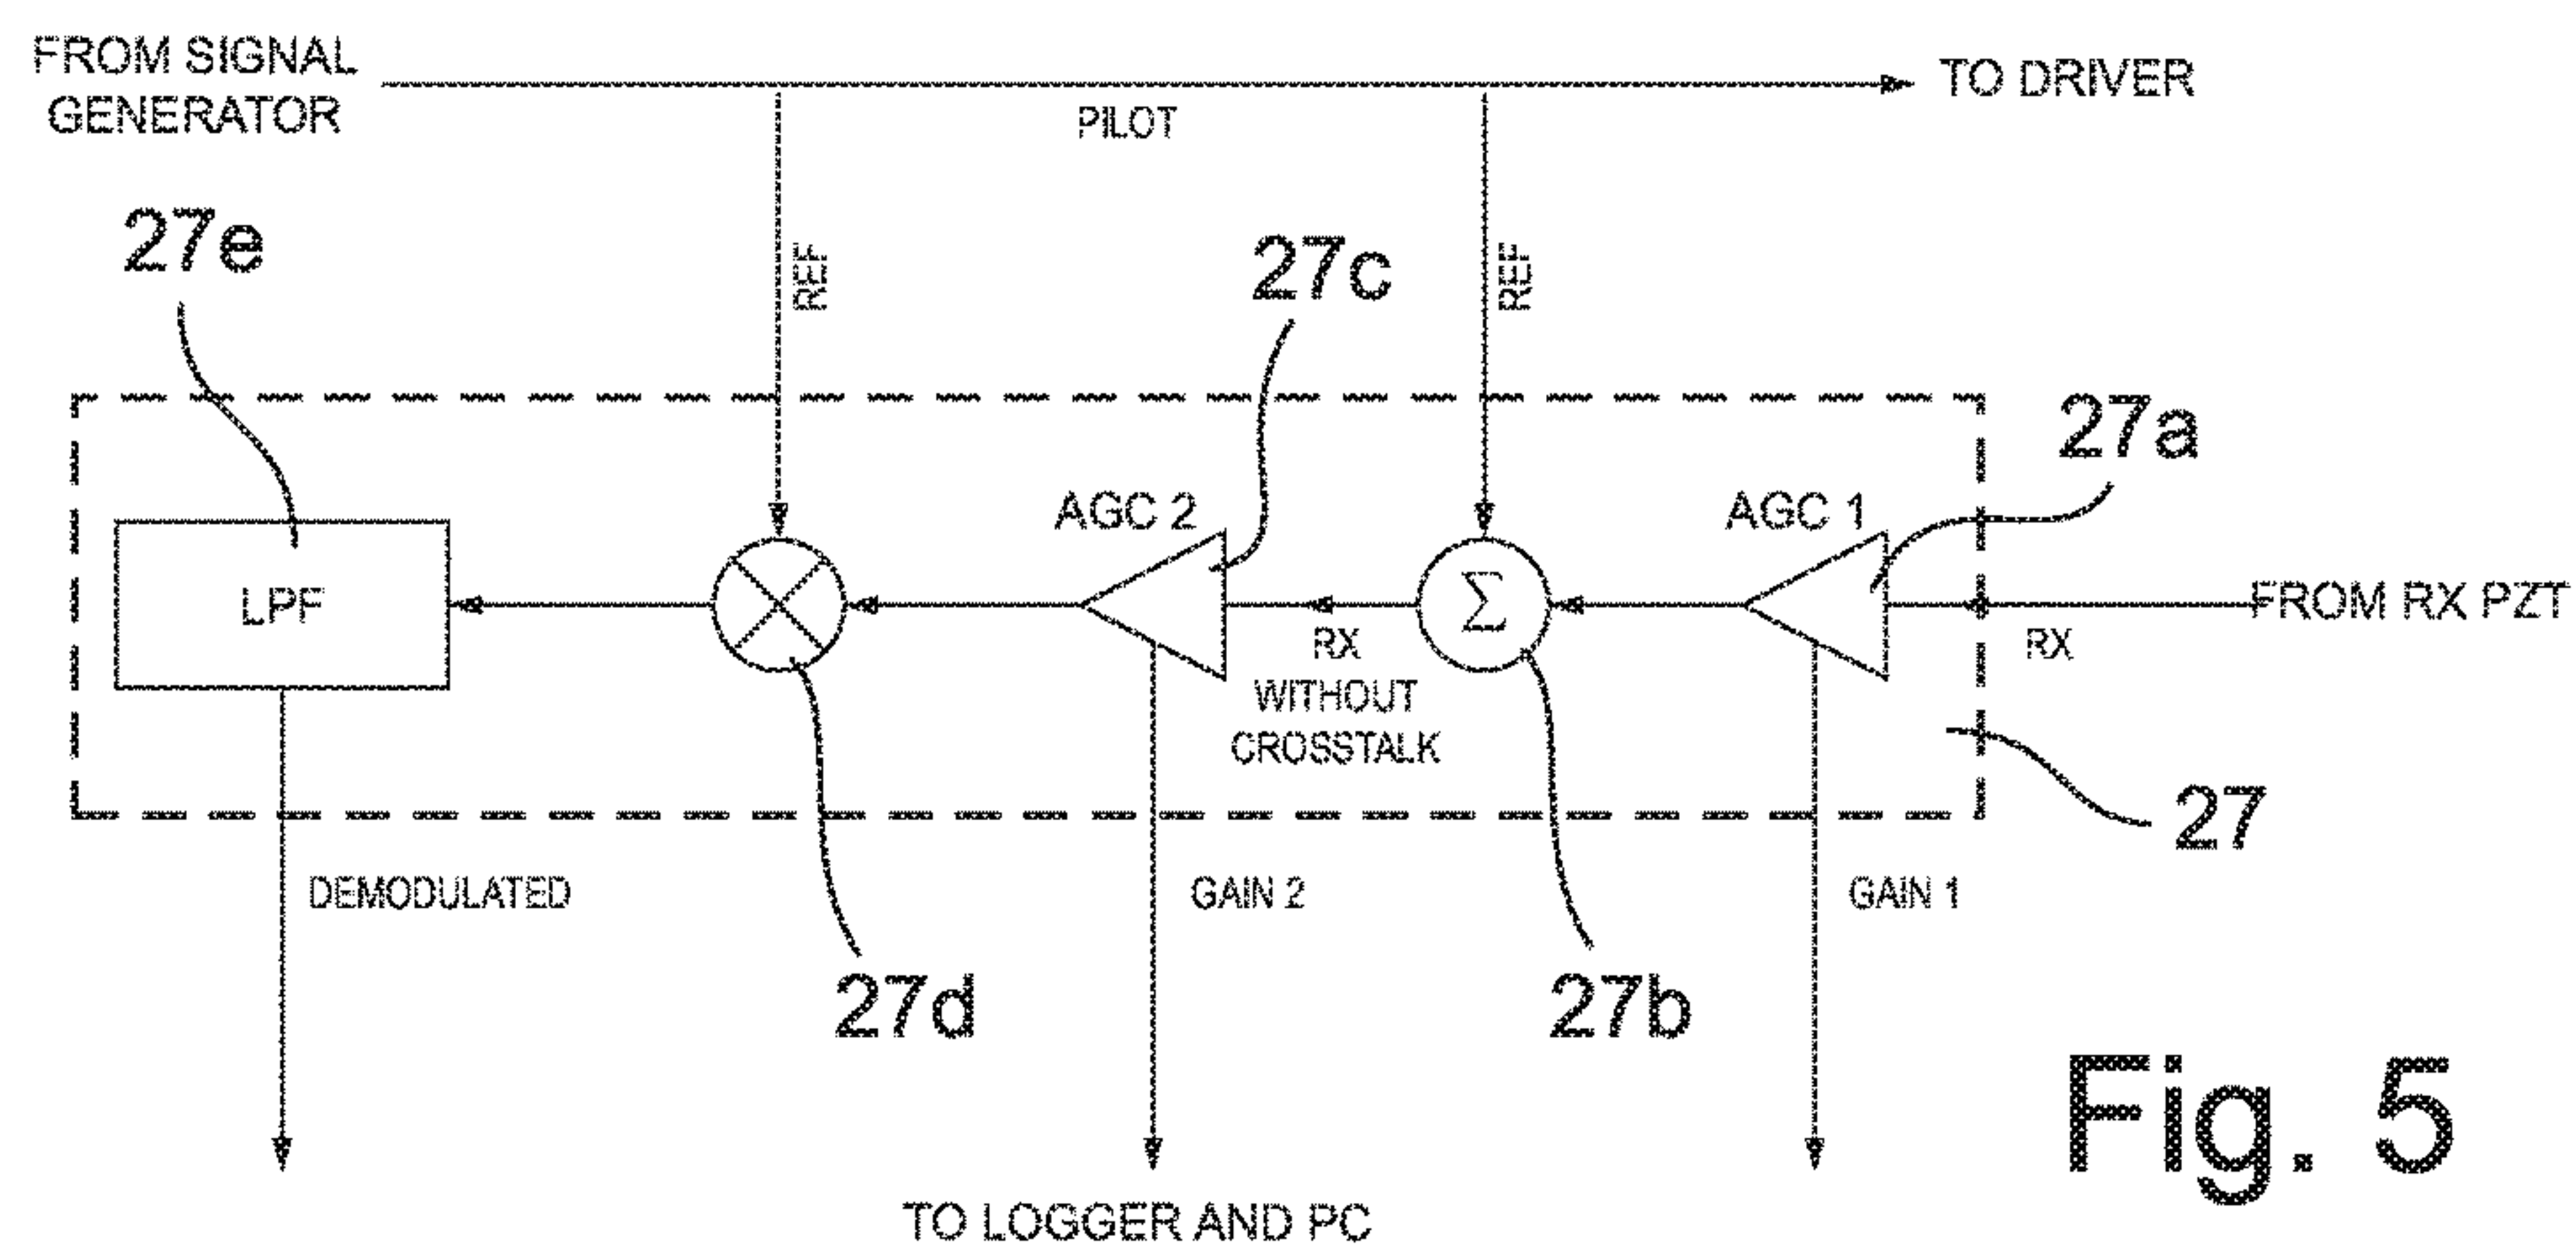 FROM SIGNAL
GENERATOR
TO DRIVER
PILOT
27e
REF
27c
REF
27a
AGC 2
AGC 1
LPF
Σ
FROM RX PZT
RX
WITHOUT
CROSSTALK
RX
27
DEMODULATED
GAIN 2
GAIN 1
27d
27b
TO LOGGER AND PC
Fig. 5